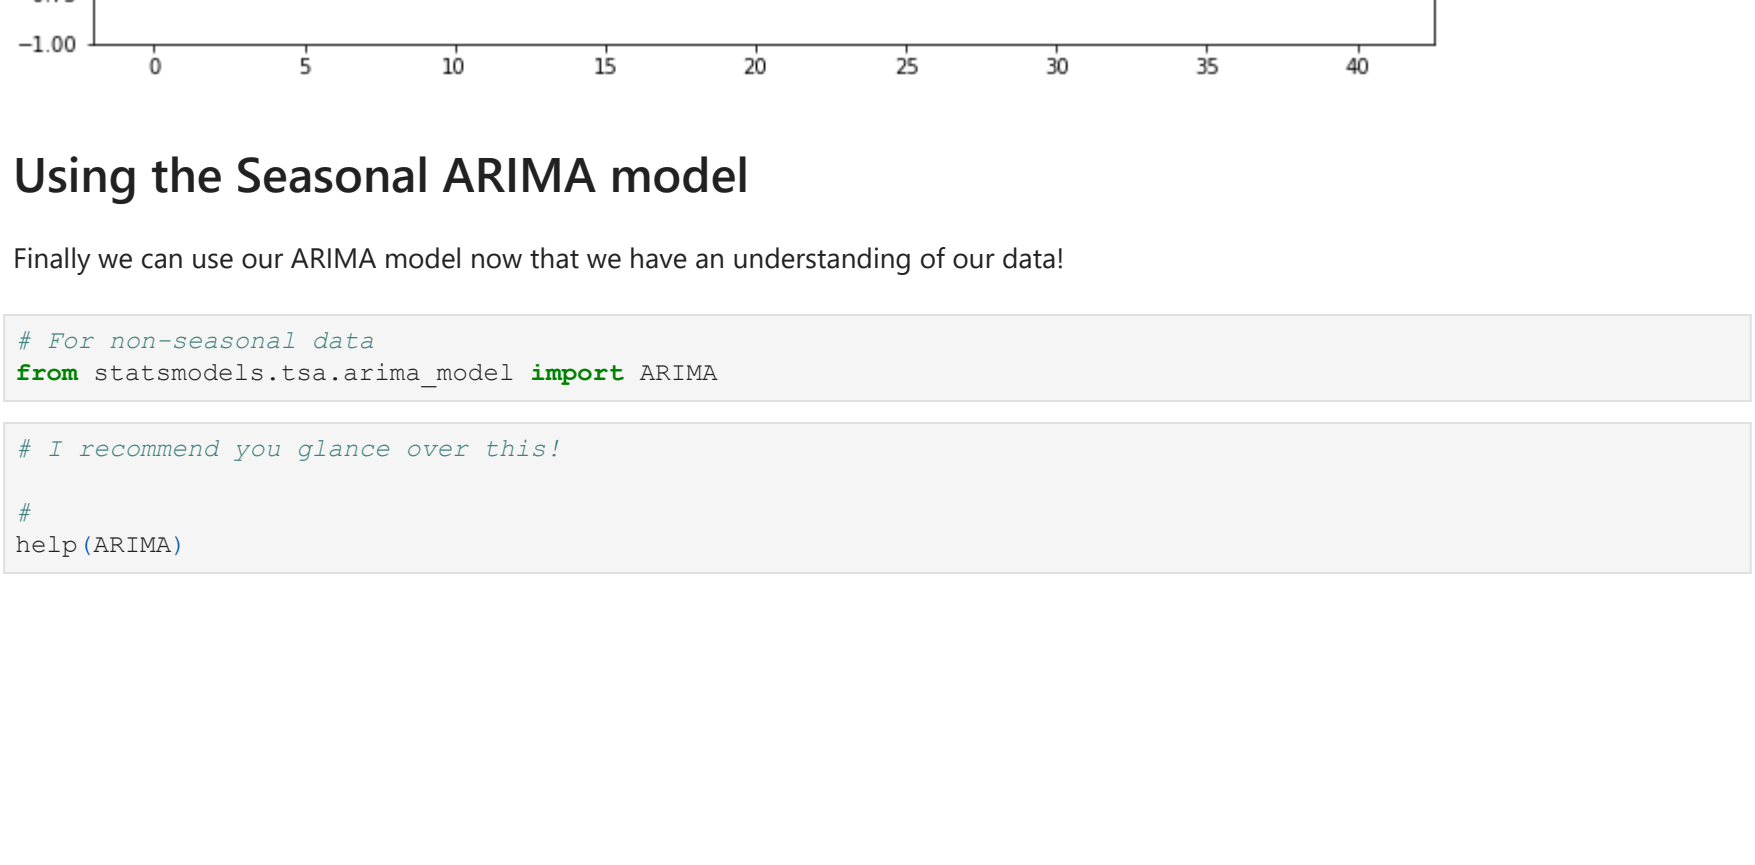 −1.00
0 5 10 15 20 25 30 35 40
Using the Seasonal ARIMA model
Finally we can use our ARIMA model now that we have an understanding of our data!
# For non-seasonal data
from statsmodels.tsa.arima_model import ARIMA
# I recommend you glance over this!
#
help(ARIMA)